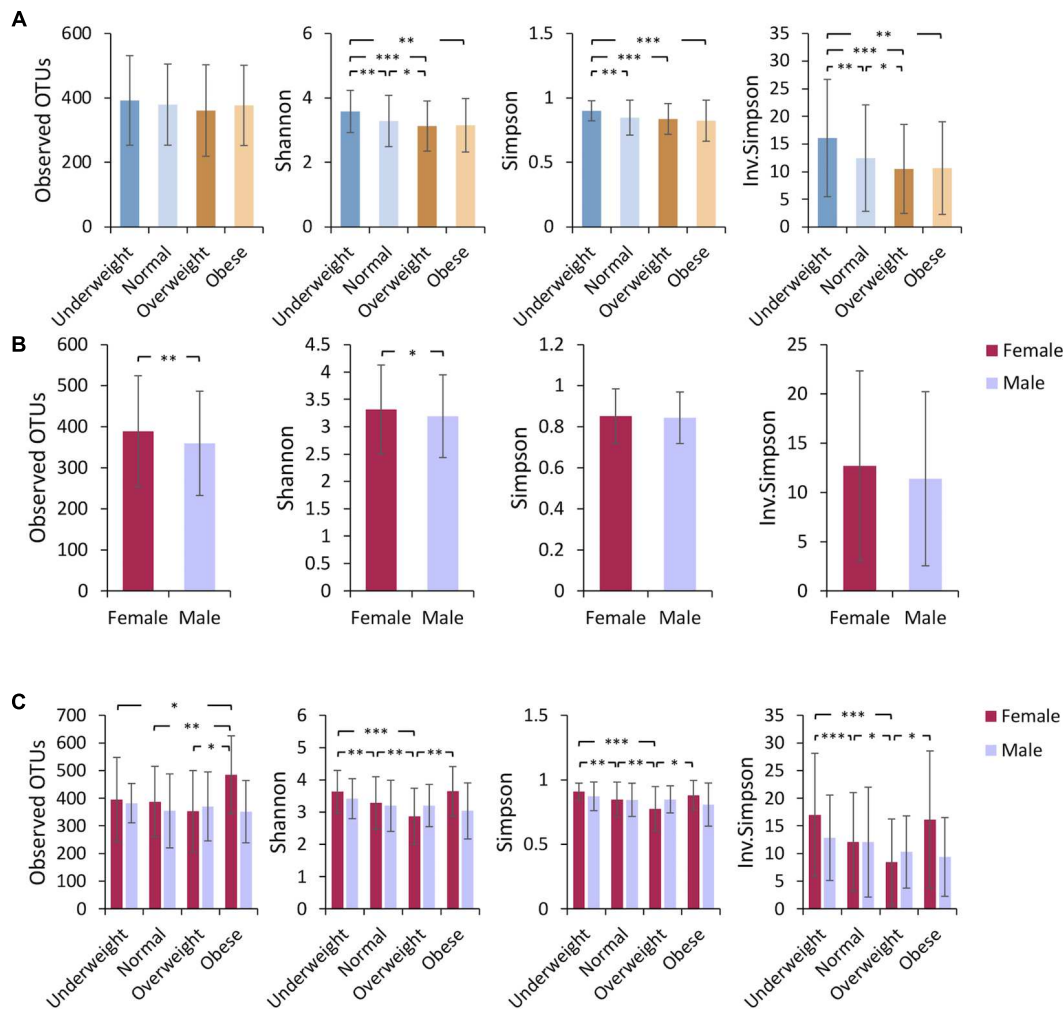 A
Observed OTUs
600
400
200
0
Underweight
Normal
Overweight
Obese
Shannon
6
4
2
0
**
***
** *
Underweight
Normal
Overweight
Obese
Simpson
1
0.5
0
***
***
**
Underweight
Normal
Overweight
Obese
Inv.Simpson
35
30
25
20
15
10
5
0
**
***
** *
Underweight
Normal
Overweight
Obese
B
Observed OTUs
600
500
400
300
200
100
0
**
Female Male
Shannon
4.5
4
3.5
3
2.5
2
1.5
1
0.5
0
*
Female Male
Simpson
1.2
1
0.8
0.6
0.4
0.2
0
Female Male
Inv.Simpson
25
20
15
10
5
0
Female Male
Female
Male
C
Observed OTUs
700
600
500
400
300
200
100
0
*
**
*
Underweight
Normal
Overweight
Obese
Shannon
6
5
4
3
2
1
0
***
** ** **
Underweight
Normal
Overweight
Obese
Simpson
1
0.5
0
***
** ** *
Underweight
Normal
Overweight
Obese
Inv.Simpson
35
30
25
20
15
10
5
0
***
*** * *
Underweight
Normal
Overweight
Obese
Female
Male